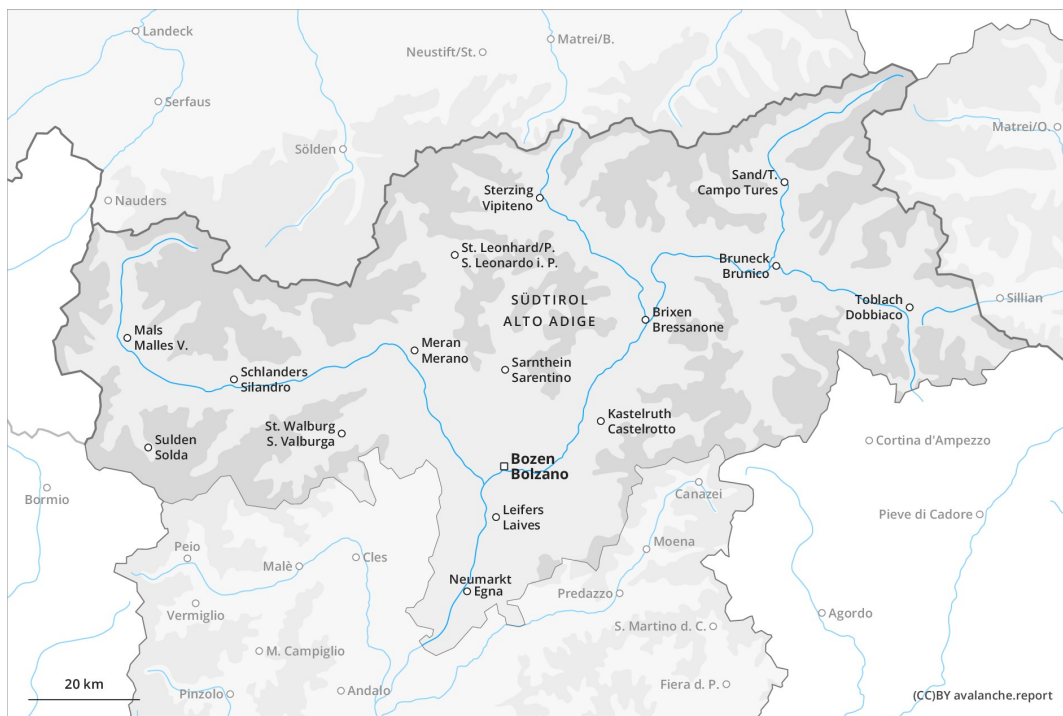 Landeck
Neustift/St.
Matrei/B.
Serfaus
Matrei/O.
Sölden
Nauders
Sterzing
Vipiteno
Sand/T.
Campo Tures
St. Leonhard/P.
S. Leonardo i. P.
Bruneck
Brunico
SÜDTIROL
ALTO ADIGE
Toblach
Dobbiaco
Sillian
Brixen
Bressanone
Mals
Malles V.
Meran
Merano
Sarnthein
Sarentino
Schlanders
Silandro
Kastelruth
Castelrotto
St. Walburg
S. Valburga
Sulden
Solda
Cortina d'Ampezzo
Bozen
Bolzano
Bormio
Canazei
Leifers
Laives
Pieve di Cadore
Peio
Moena
Malè
Cles
Neumarkt
Egna
Predazzo
Vermiglio
Agordo
S. Martino d. C.
M. Campiglio
20 km
Pinzolo
Andalo
Fiera d. P.
(CC)BY avalanche.report